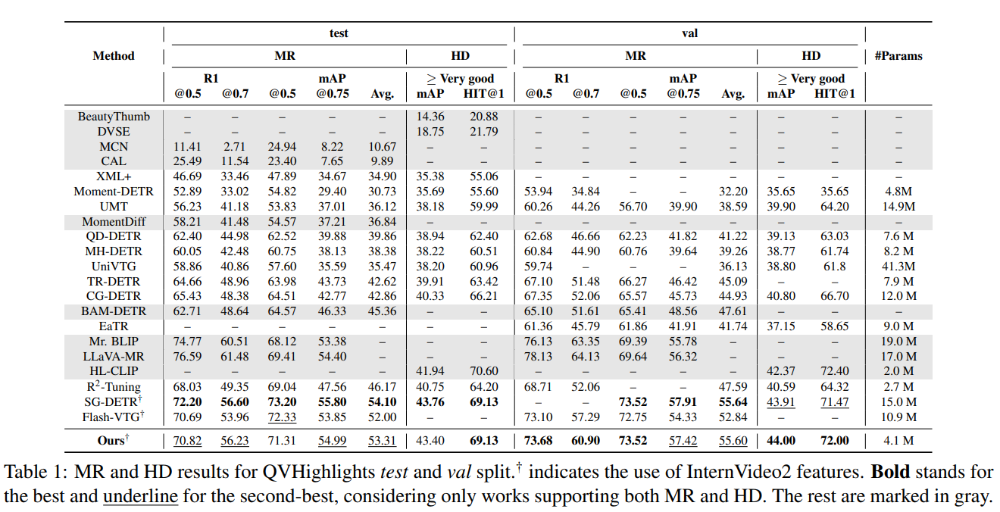 test val
Method MR HD MR HD #Params
R1 mAP ≥ Very good R1 mAP ≥ Very good
@0.5 @0.7 @0.5 @0.75 Avg. mAP HIT@1 @0.5 @0.7 @0.5 @0.75 Avg. mAP HIT@1
BeautyThumb – – – – – 14.36 20.88 – – – – – – – –
DVSE – – – – – 18.75 21.79 – – – – – – – –
MCN 11.41 2.71 24.94 8.22 10.67 – – – – – – – – – –
CAL 25.49 11.54 23.40 7.65 9.89 – – – – – – – – – –
XML+ 46.69 33.46 47.89 34.67 34.90 35.38 55.06 – – – – – – – –
Moment-DETR 52.89 33.02 54.82 29.40 30.73 35.69 55.60 53.94 34.84 – – 32.20 35.65 35.65 4.8M
UMT 56.23 41.18 53.83 37.01 36.12 38.18 59.99 60.26 44.26 56.70 39.90 38.59 39.90 64.20 14.9M
MomentDiff 58.21 41.48 54.57 37.21 36.84 – – – – – – – – – –
QD-DETR 62.40 44.98 62.52 39.88 39.86 38.94 62.40 62.68 46.66 62.23 41.82 41.22 39.13 63.03 7.6 M
MH-DETR 60.05 42.48 60.75 38.13 38.38 38.22 60.51 60.84 44.90 60.76 39.64 39.26 38.77 61.74 8.2 M
UniVTG 58.86 40.86 57.60 35.59 35.47 38.20 60.96 59.74 – – – 36.13 38.80 61.8 41.3M
TR-DETR 64.66 48.96 63.98 43.73 42.62 39.91 63.42 67.10 51.48 66.27 46.42 45.09 – – 7.9 M
CG-DETR 65.43 48.38 64.51 42.77 42.86 40.33 66.21 67.35 52.06 65.57 45.73 44.93 40.80 66.70 12.0 M
BAM-DETR 62.71 48.64 64.57 46.33 45.36 – – 65.10 51.61 65.41 48.56 47.61 – – –
EaTR – – – – – – – 61.36 45.79 61.86 41.91 41.74 37.15 58.65 9.0 M
Mr. BLIP 74.77 60.51 68.12 53.38 – – – 76.13 63.35 69.39 55.78 – – – 19.0 M
LLaVA-MR 76.59 61.48 69.41 54.40 – – – 78.13 64.13 69.64 56.32 – – – 17.0 M
HL-CLIP – – – – – 41.94 70.60 – – – – – 42.37 72.40 2.0 M
R²-Tuning 68.03 49.35 69.04 47.56 46.17 40.75 64.20 68.71 52.06 – – 47.59 40.59 64.32 2.7 M
SG-DETR† 72.20 56.60 73.20 55.80 54.10 43.76 69.13 – – 73.52 57.91 55.64 43.91 71.47 15.0 M
Flash-VTG† 70.69 53.96 72.33 53.85 52.00 – – 73.10 57.29 72.75 54.33 52.84 – – 10.9 M
Ours† 70.82 56.23 71.31 54.99 53.31 43.40 69.13 73.68 60.90 73.52 57.42 55.60 44.00 72.00 4.1 M
Table 1: MR and HD results for QVHighlights test and val split.† indicates the use of InternVideo2 features. Bold stands for
the best and underline for the second-best, considering only works supporting both MR and HD. The rest are marked in gray.